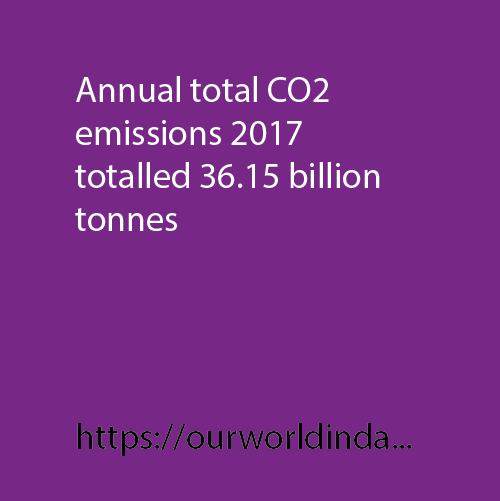 Annual total CO2
emissions 2017
totalled 36.15 billion
tonnes
https://ourworldinda...